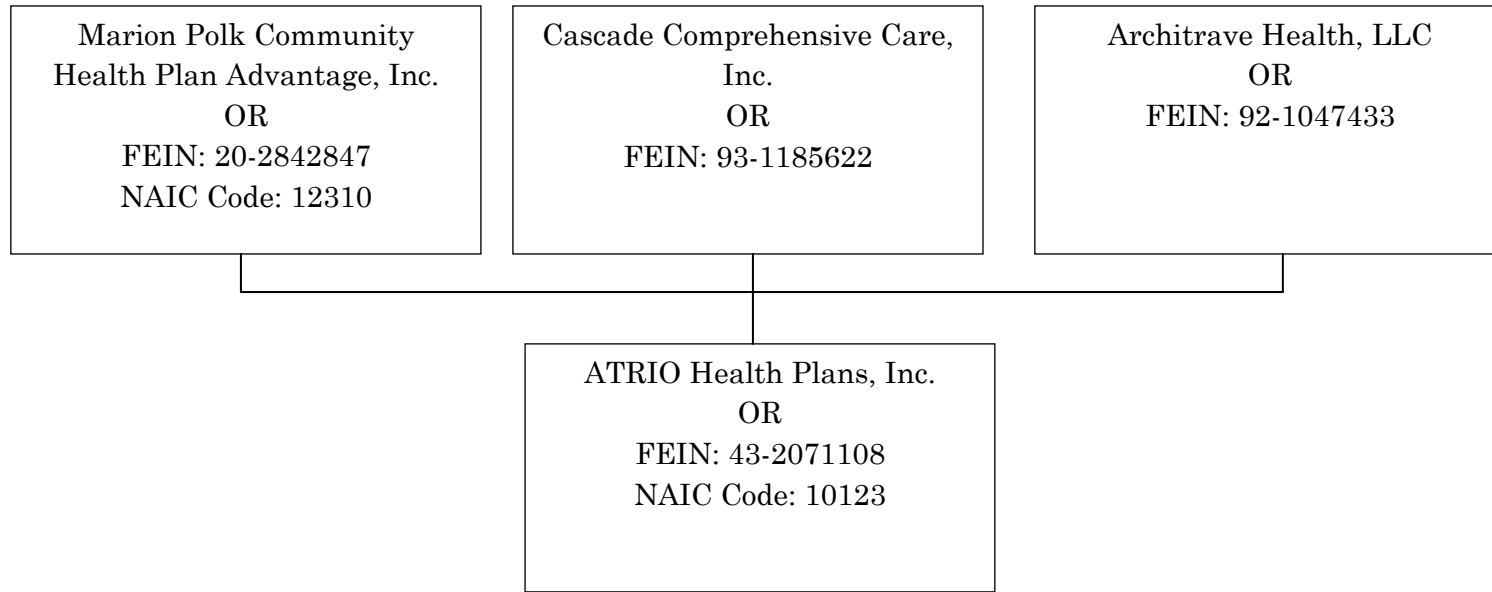 Marion Polk Community
Health Plan Advantage, Inc.
OR
FEIN: 20-2842847
NAIC Code: 12310
Cascade Comprehensive Care,
Inc.
OR
FEIN: 93-1185622
Architrave Health, LLC
OR
FEIN: 92-1047433
ATRIO Health Plans, Inc.
OR
FEIN: 43-2071108
NAIC Code: 10123